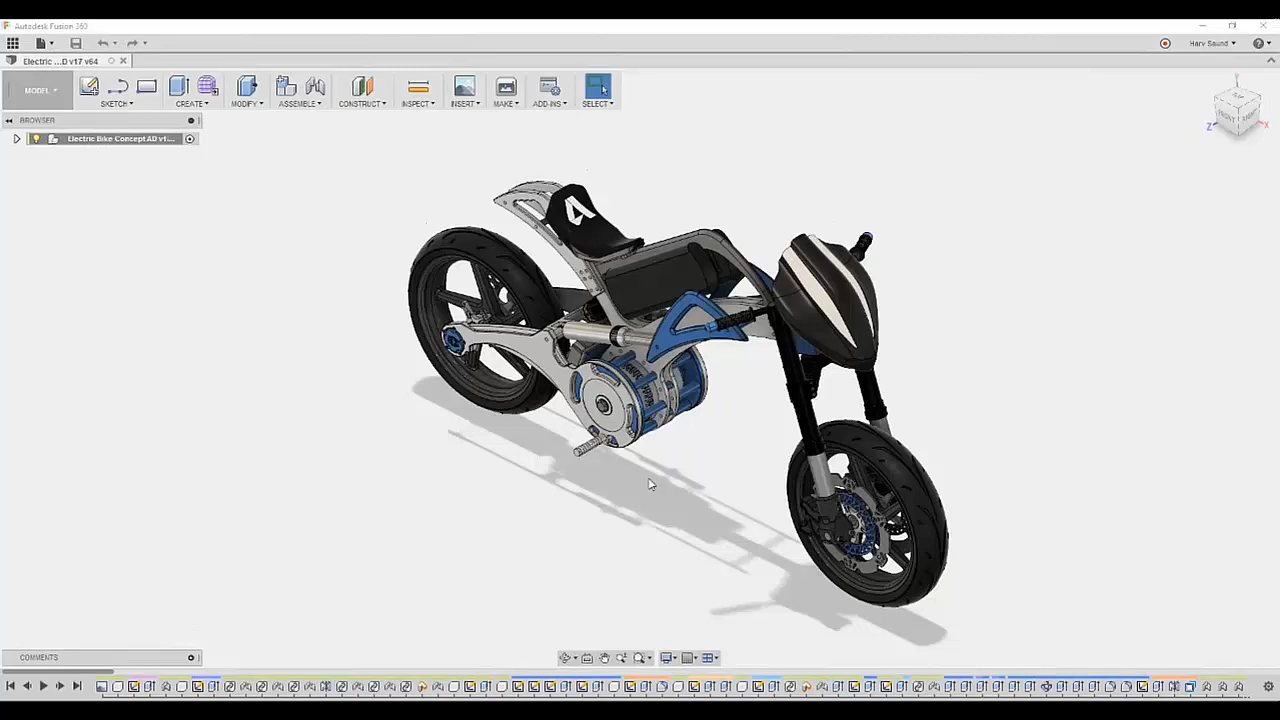 Autodesk Fusion 360
Harv Saund
Electric ...D v17 v64
MODEL
SKETCH
CREATE
MODIFY
ASSEMBLE
CONSTRUCT
INSPECT
INSERT
MAKE
ADD-INS
SELECT
BROWSER
Electric Bike Concept AD v1...
Z
X
A
COMMENTS